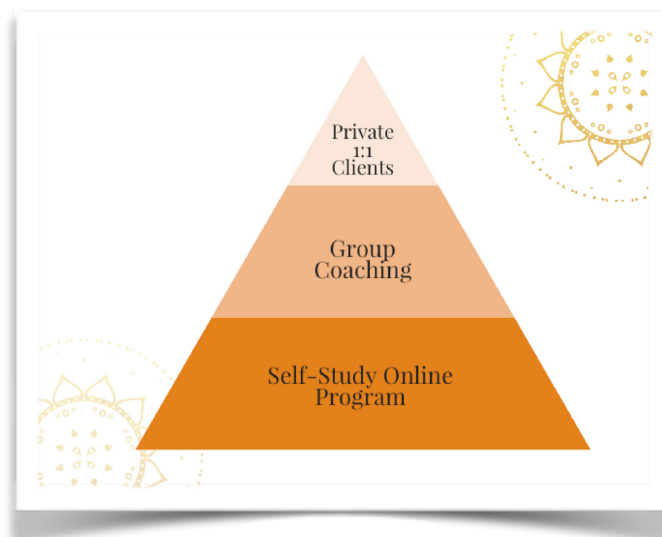 Private
1:1
Clients
Group
Coaching
Self-Study Online
Program